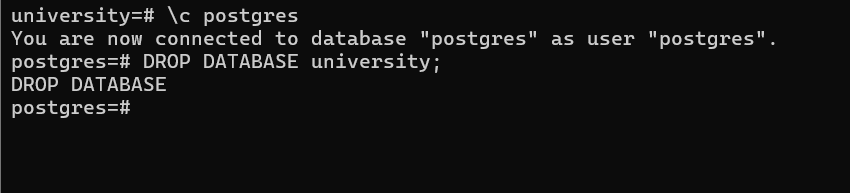 university=# \c postgres
You are now connected to database "postgres" as user "postgres".
postgres=# DROP DATABASE university;
DROP DATABASE
postgres=#